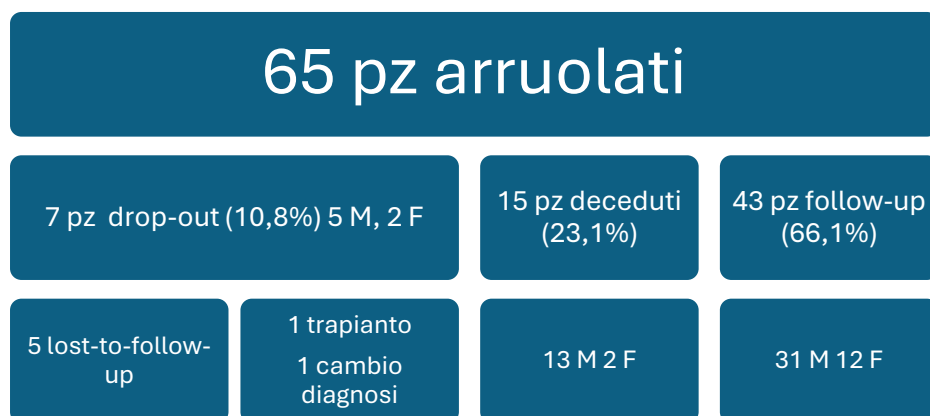 65 pz arruolati
7 pz drop-out (10,8%) 5 M, 2 F
15 pz deceduti
(23,1%)
43 pz follow-up
(66,1%)
5 lost-to-follow-
up
1 trapianto
1 cambio
diagnosi
13 M 2 F
31 M 12 F